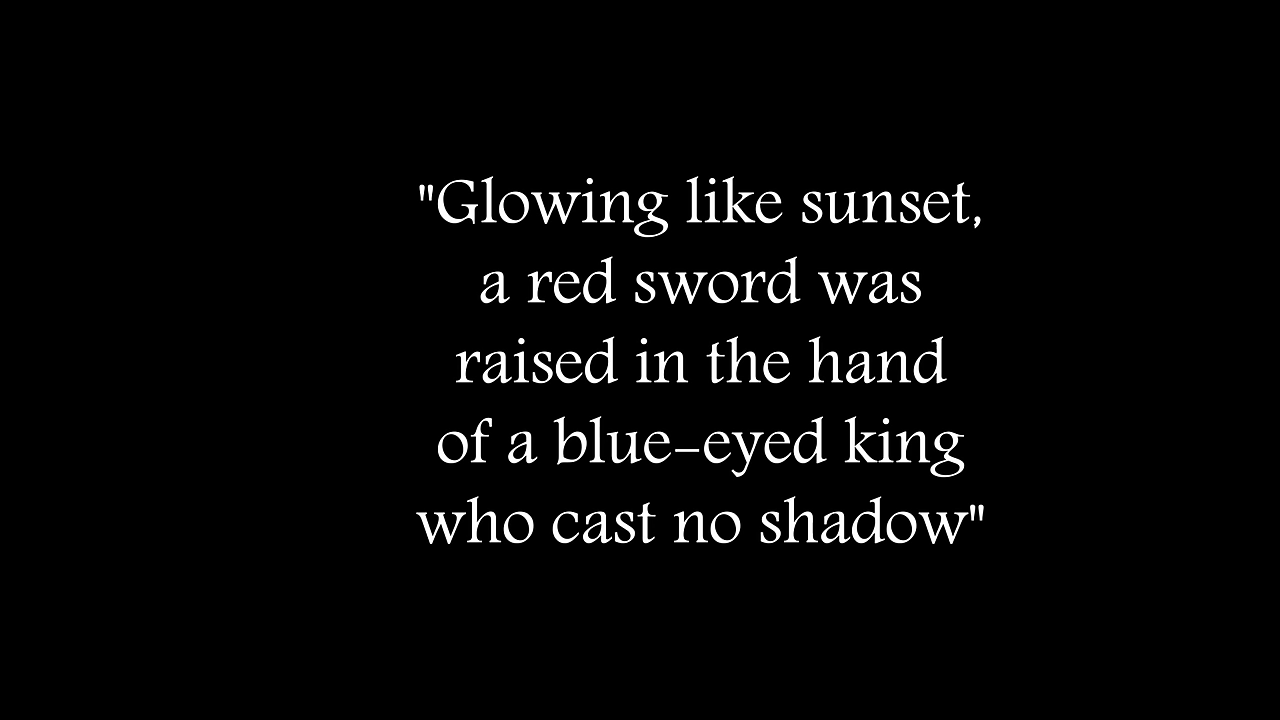 "Glowing like sunset,
a red sword was
raised in the hand
of a blue-eyed king
who cast no shadow"